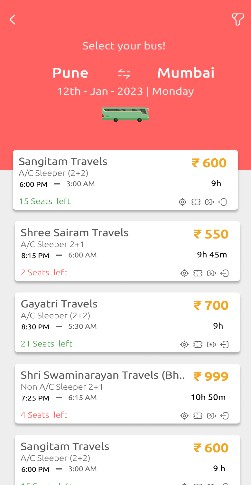 Select your bus!
Pune Mumbai
12th - Jan - 2023 | Monday
Sangitam Travels ₹ 600
A/C Sleeper (2+2)
6:00 PM — 3:00 AM 9h
15 Seats left
Shree Sairam Travels ₹ 550
A/C Sleeper 2+1
8:15 PM — 6:00 AM 9h 45m
2 Seats left
Gayatri Travels ₹ 700
A/C Sleeper (2+2)
8:30 PM — 5:30 AM 9h
21 Seats left
Shri Swaminarayan Travels (Bh.. ₹ 999
Non A/C Sleeper 2+1
7:25 PM — 6:15 AM 10h 50m
4 Seats left
Sangitam Travels ₹ 600
A/C Sleeper (2+2)
6:00 PM — 3:00 AM 9 h